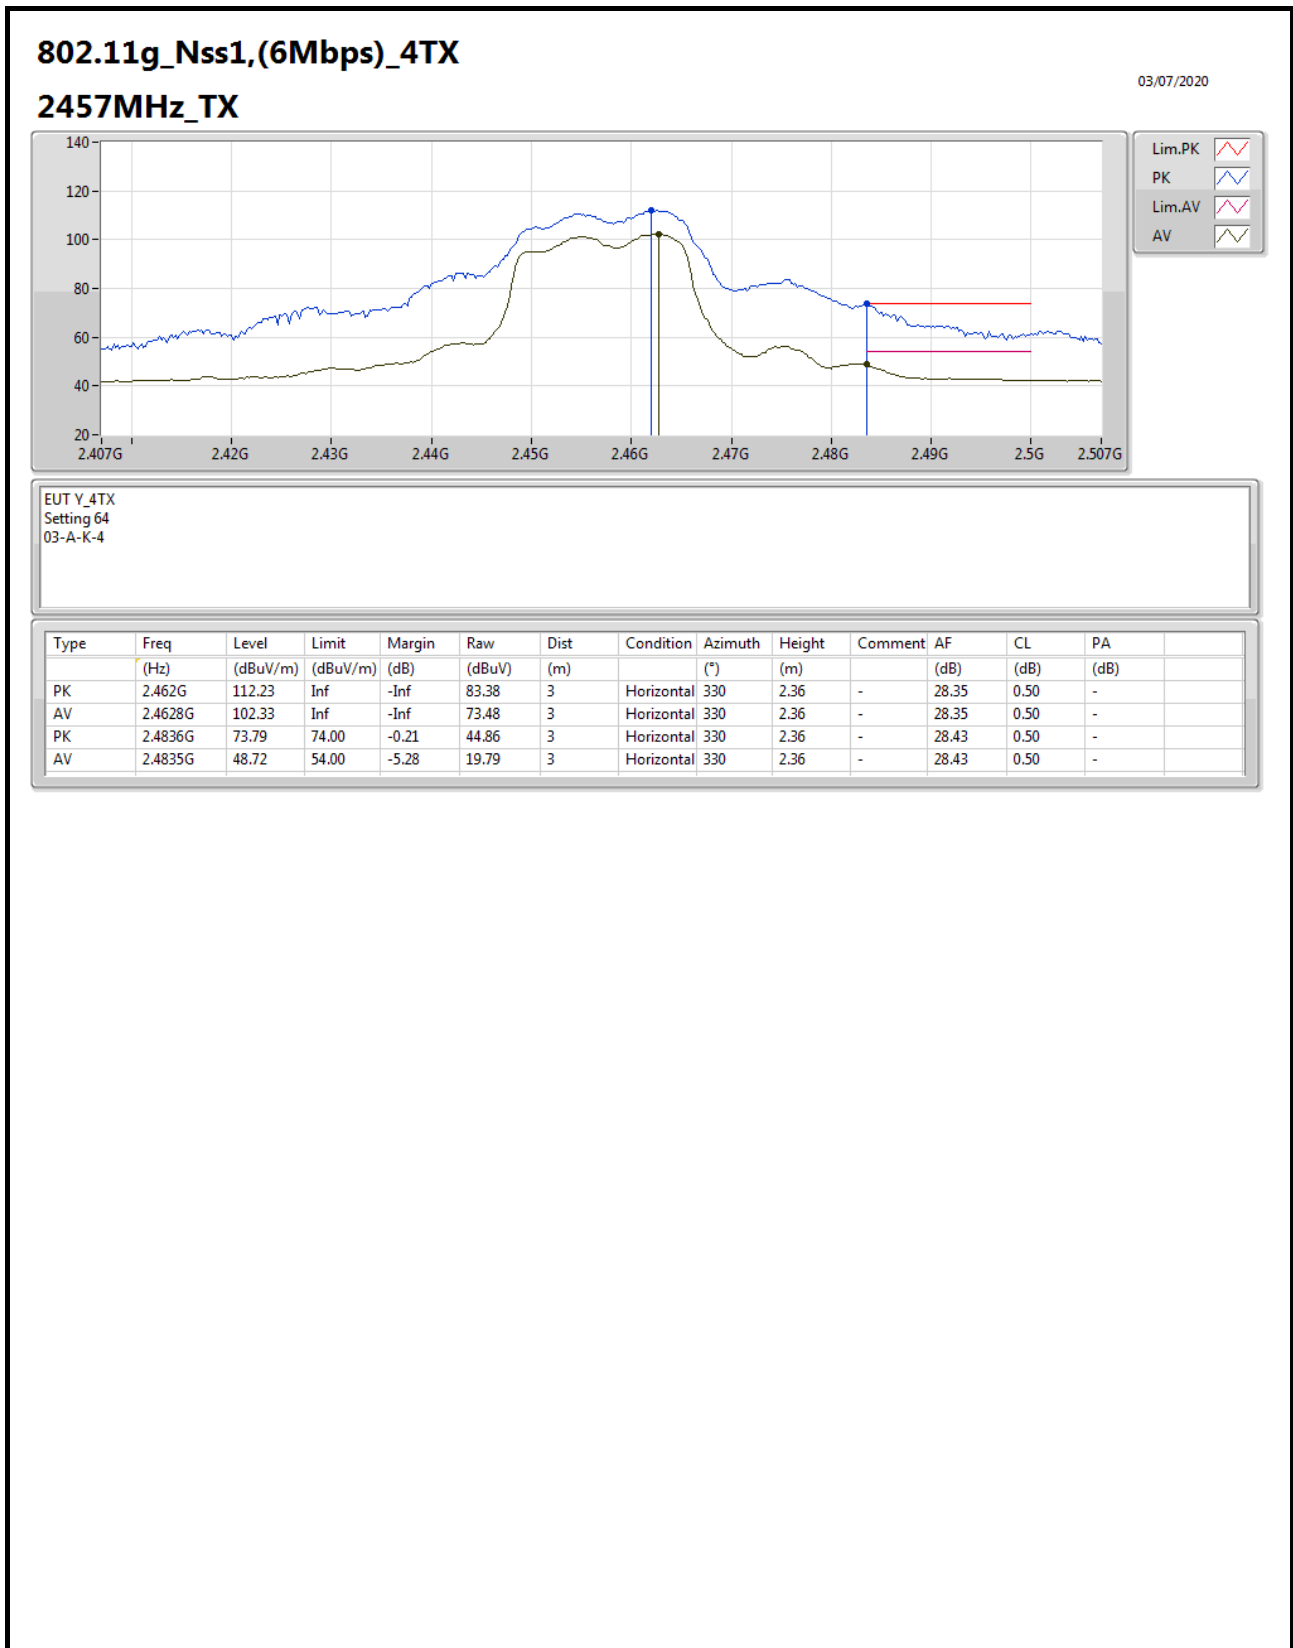 802.11g_Nss1,(6Mbps)_4TX
03/07/2020
2457MHz_TX
140
120
100
80
60
40
20
2.407G 2.42G 2.43G 2.44G 2.45G 2.46G 2.47G 2.48G 2.49G 2.5G 2.507G
Lim.PK
PK
Lim.AV
AV
EUT Y_4TX
Setting 64
03-A-K-4
Type Freq Level Limit Margin Raw Dist Condition Azimuth Height Comment AF CL PA
(Hz) (dBuV/m) (dBuV/m) (dB) (dBuV) (m) (°) (m) (dB) (dB) (dB)
PK 2.462G 112.23 Inf -Inf 83.38 3 Horizontal 330 2.36 - 28.35 0.50 -
AV 2.4628G 102.33 Inf -Inf 73.48 3 Horizontal 330 2.36 - 28.35 0.50 -
PK 2.4836G 73.79 74.00 -0.21 44.86 3 Horizontal 330 2.36 - 28.43 0.50 -
AV 2.4835G 48.72 54.00 -5.28 19.79 3 Horizontal 330 2.36 - 28.43 0.50 -